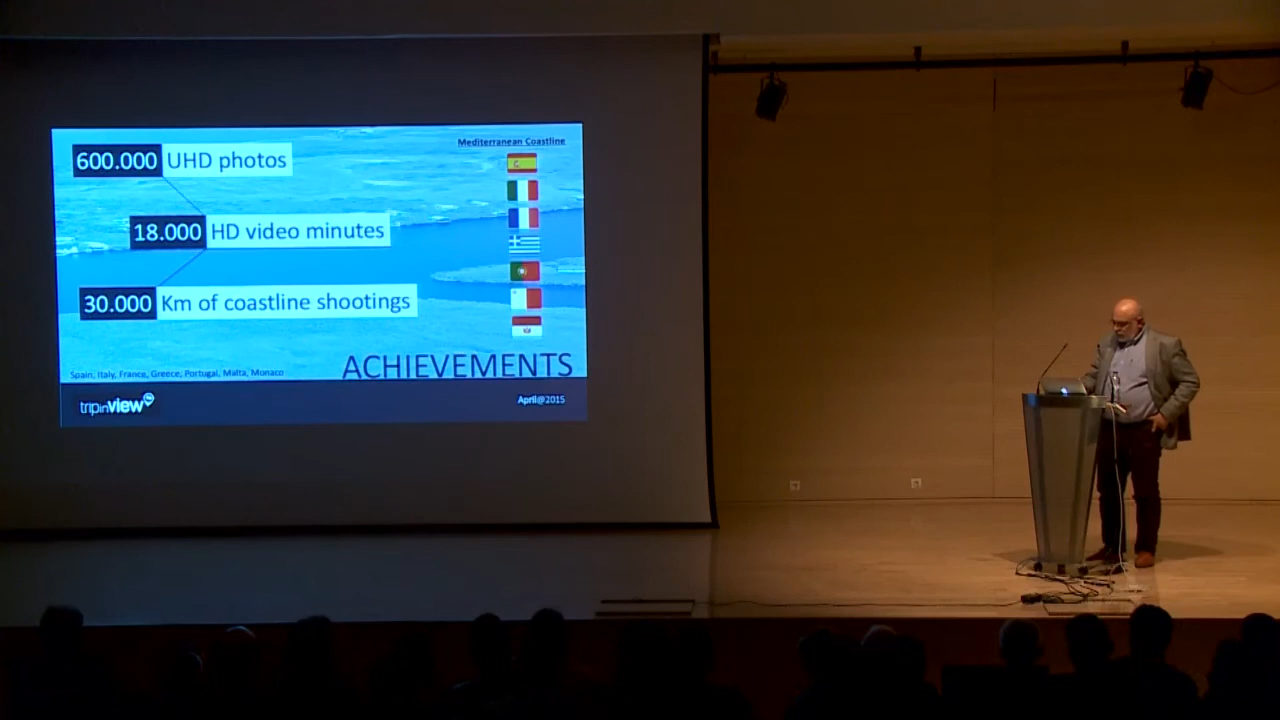 Mediterranean Coastline
600.000 UHD photos
18.000 HD video minutes
30.000 Km of coastline shootings
ACHIEVEMENTS
Spain, Italy, France, Greece, Portugal, Malta, Monaco
tripinview
April@2015